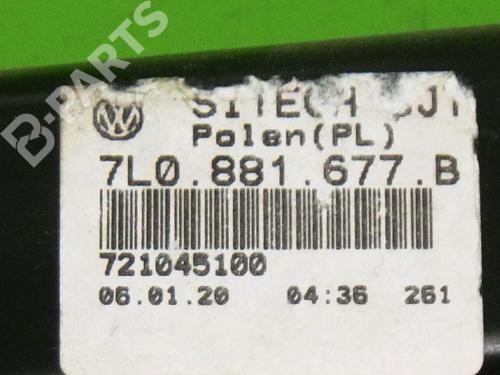 B-PARTS
SITECH
Polen(PL)
7L0.881.677.B
721045100
06.01.20 04:36 261